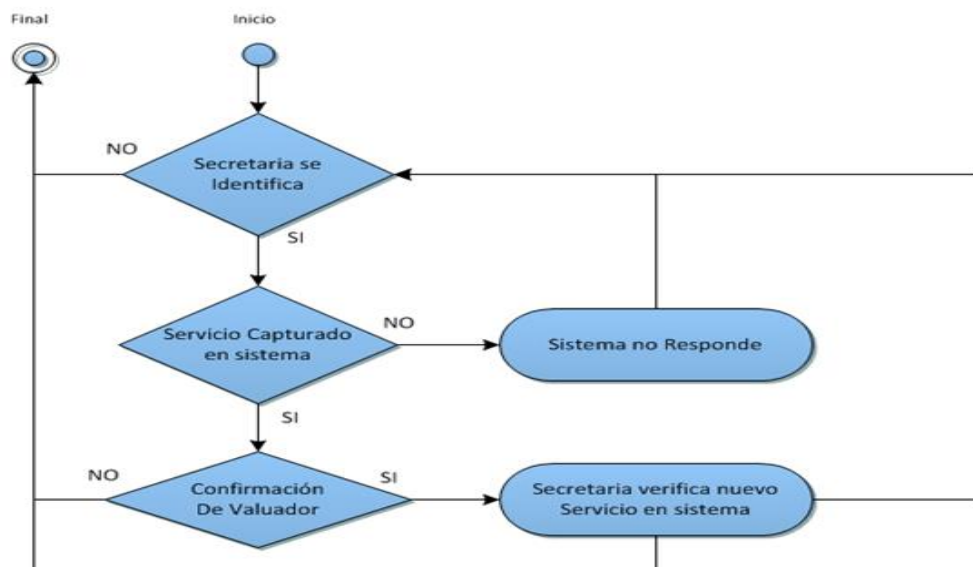 Final
Inicio
NO
Secretaria se
Identifica
SI
Servicio Capturado
en sistema
NO
Sistema no Responde
SI
NO
Confirmación
De Valuador
SI
Secretaria verifica nuevo
Servicio en sistema